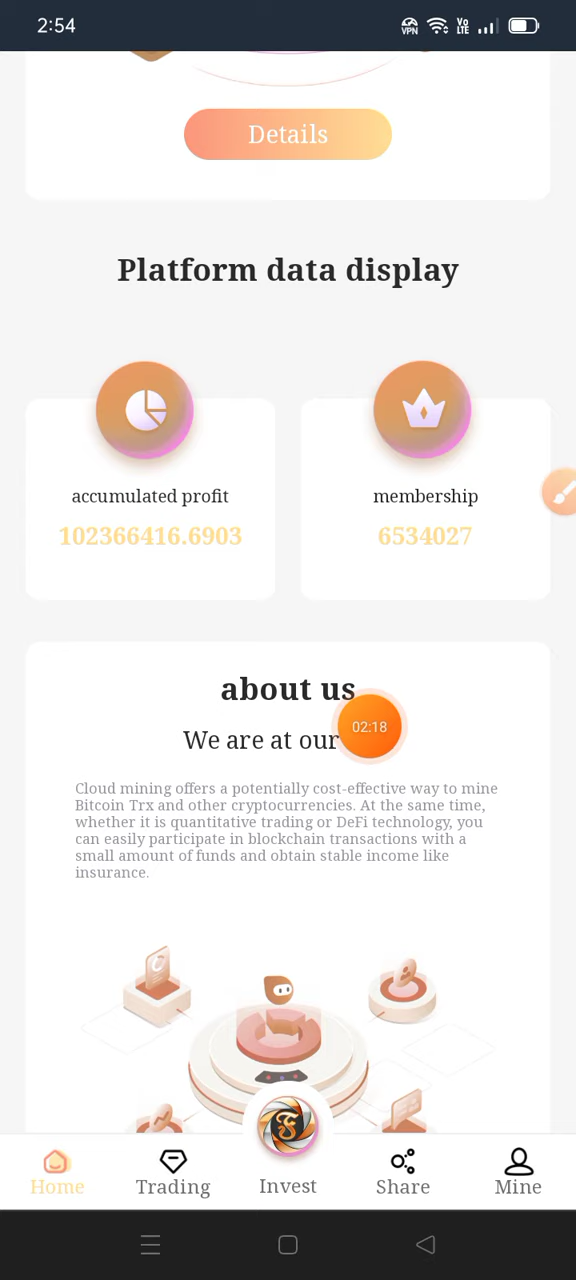 2:54
VPN
Vo
LTE
Details
Platform data display
accumulated profit
membership
102366416.6903
6534027
about us
We are at our
02:18
Cloud mining offers a potentially cost-effective way to mine
Bitcoin Trx and other cryptocurrencies. At the same time,
whether it is quantitative trading or DeFi technology, you
can easily participate in blockchain transactions with a
small amount of funds and obtain stable income like
insurance.
Home
Trading
Invest
Share
Mine